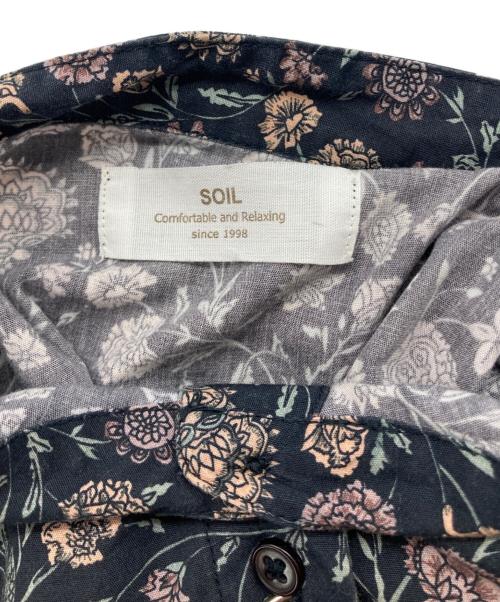 SOIL
Comfortable and Relaxing
since 1998